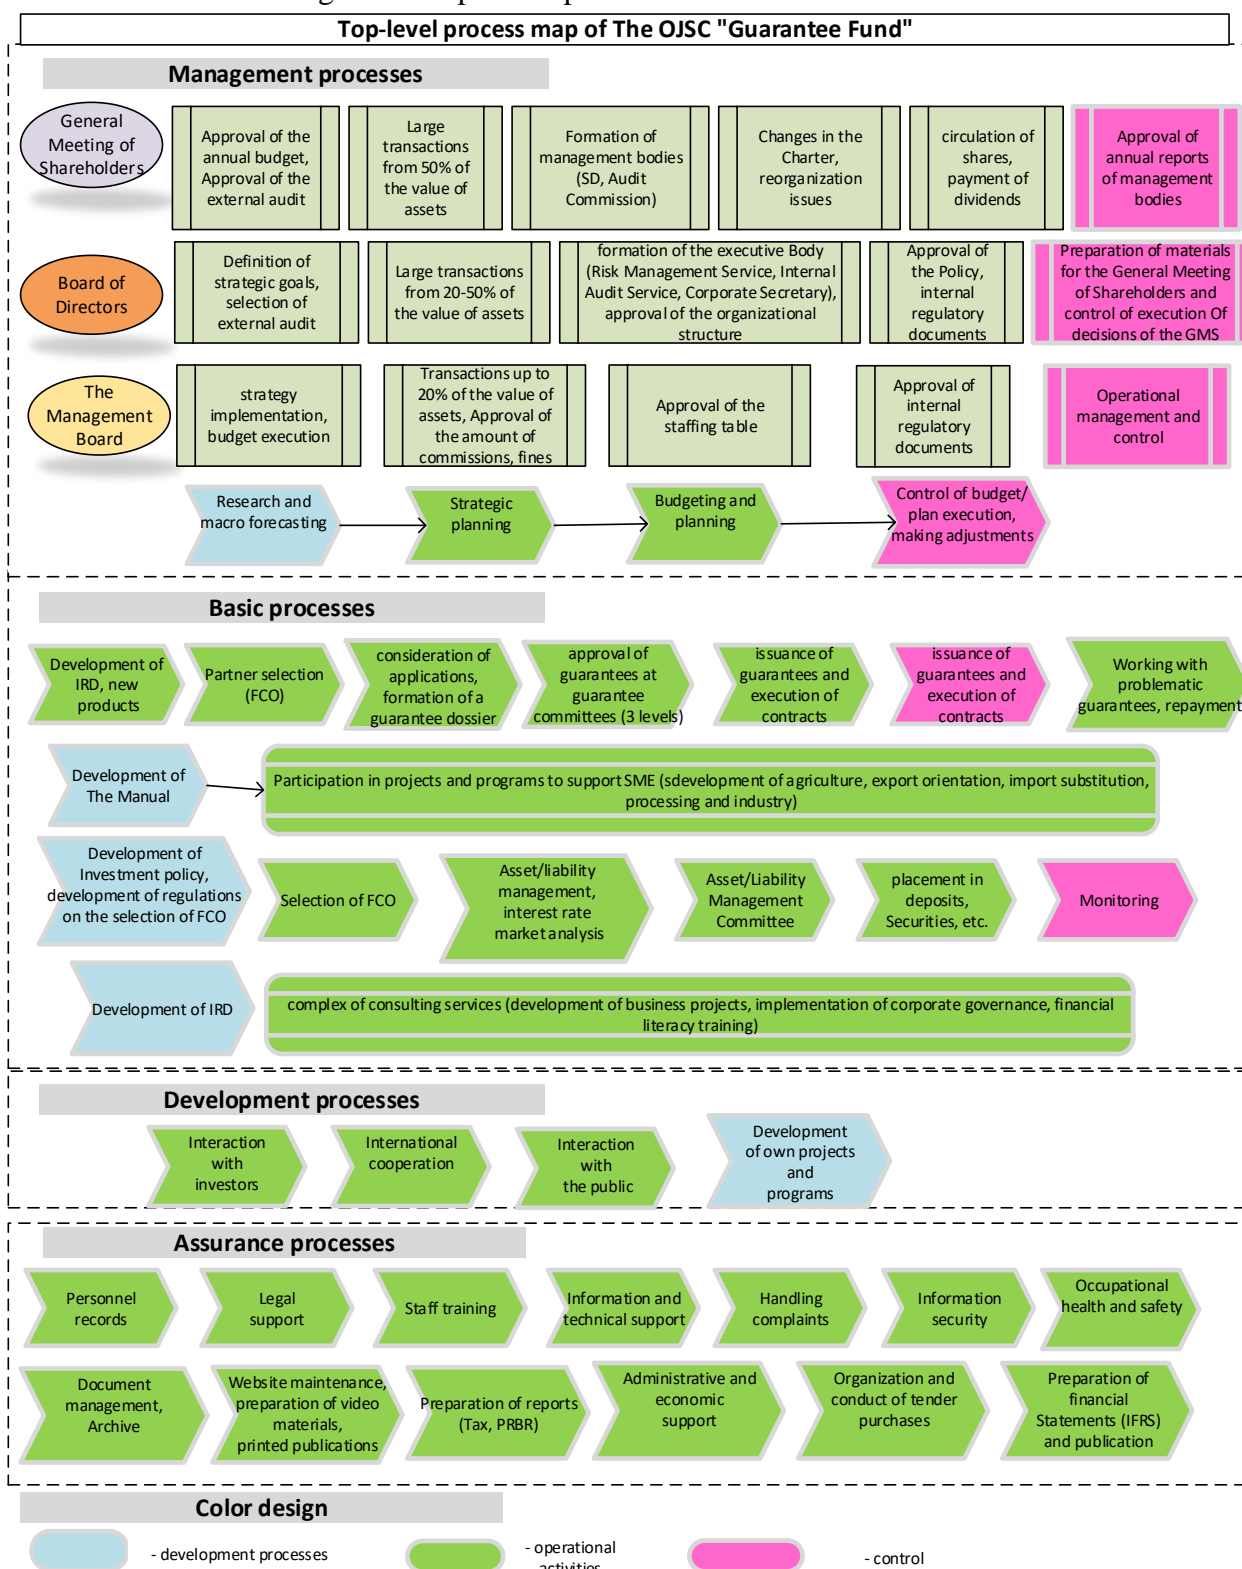 Top-level process map of The OJSC "Guarantee Fund"
Management processes
General
Meeting of
Shareholders
Approval of the
annual budget,
Approval of the
external audit
Large
transactions
from 50% of
the value of
assets
Formation of
management bodies
(SD, Audit
Commission)
Changes in the
Charter,
reorganization
issues
circulation of
shares,
payment of
dividends
Approval of
annual reports
of management
bodies
Board of
Directors
Definition of
strategic goals,
selection of
external audit
Large transactions
from 20-50% of
the value of assets
formation of the executive Body
(Risk Management Service, Internal
Audit Service, Corporate Secretary),
approval of the organizational
structure
Approval of
the Policy,
internal
regulatory
documents
Preparation of materials
for the General Meeting
of Shareholders and
control of execution Of
decisions of the GMS
The
Management
Board
strategy
implementation,
budget execution
Transactions up to
20% of the value of
assets, Approval of
the amount of
commissions, fines
Approval of the
staffing table
Approval of
internal
regulatory
documents
Operational
management and
control
Research and
macro forecasting
Strategic
planning
Budgeting and
planning
Control of budget/
plan execution,
making adjustments
Basic processes
Development of
IRD, new
products
Partner selection
(FCO)
consideration of
applications,
formation of a
guarantee dossier
approval of
guarantees at
guarantee
committees (3 levels)
issuance of
guarantees and
execution of
contracts
issuance of
guarantees and
execution of
contracts
Working with
problematic
guarantees, repayment
Development of
The Manual
Participation in projects and programs to support SME (sdevelopment of agriculture, export orientation, import substitution,
processing and industry)
Development of
Investment policy,
development of regulations
on the selection of FCO
Selection of FCO
Asset/liability
management,
interest rate
market analysis
Asset/Liability
Management
Committee
placement in
deposits,
Securities, etc.
Monitoring
Development of IRD
complex of consulting services (development of business projects, implementation of corporate governance, financial
literacy training)
Development processes
Interaction
with
investors
International
cooperation
Interaction
with
the public
Development
of own projects
and
programs
Assurance processes
Personnel
records
Legal
support
Staff training
Information and
technical support
Handling
complaints
Information
security
Occupational
health and safety
Document
management,
Archive
Website maintenance,
preparation of video
materials,
printed publications
Preparation of reports
(Tax, PRBR)
Administrative and
economic
support
Organization and
conduct of tender
purchases
Preparation of
financial
Statements (IFRS)
and publication
Color design
- development processes
- operational
activities
- control